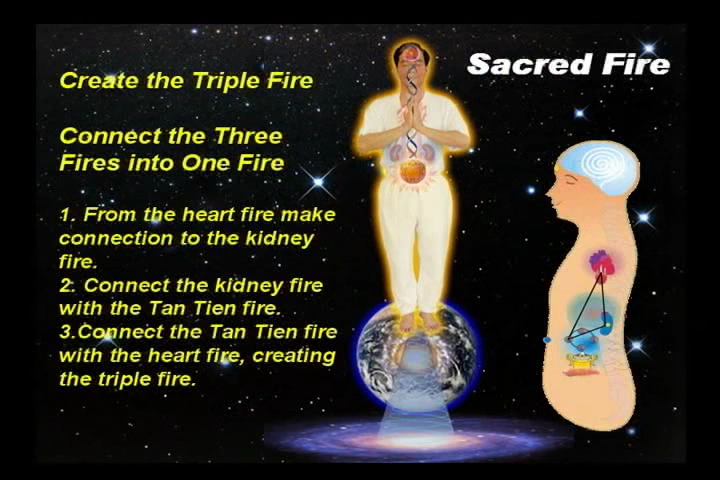 Sacred Fire
Create the Triple Fire
Connect the Three
Fires into One Fire
1. From the heart fire make
connection to the kidney
fire.
2. Connect the kidney fire
with the Tan Tien fire.
3.Connect the Tan Tien fire
with the heart fire, creating
the triple fire.